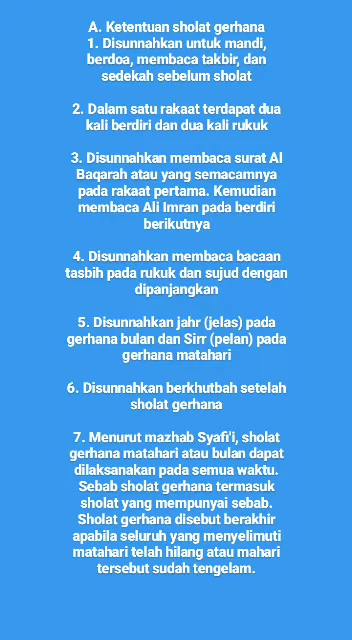 A. Ketentuan sholat gerhana
1. Disunnahkan untuk mandi,
berdoa, membaca takbir, dan
sedekah sebelum sholat
2. Dalam satu rakaat terdapat dua
kali berdiri dan dua kali rukuk
3. Disunnahkan membaca surat Al
Baqarah atau yang semacamnya
pada rakaat pertama. Kemudian
membaca Ali Imran pada berdiri
berikutnya
4. Disunnahkan membaca bacaan
tasbih pada rukuk dan sujud dengan
dipanjangkan
5. Disunnahkan jahr (jelas) pada
gerhana bulan dan Sirr (pelan) pada
gerhana matahari
6. Disunnahkan berkhutbah setelah
sholat gerhana
7. Menurut mazhab Syafi'i, sholat
gerhana matahari atau bulan dapat
dilaksanakan pada semua waktu.
Sebab sholat gerhana termasuk
sholat yang mempunyai sebab.
Sholat gerhana disebut berakhir
apabila seluruh yang menyelimuti
matahari telah hilang atau mahari
tersebut sudah tengelam.